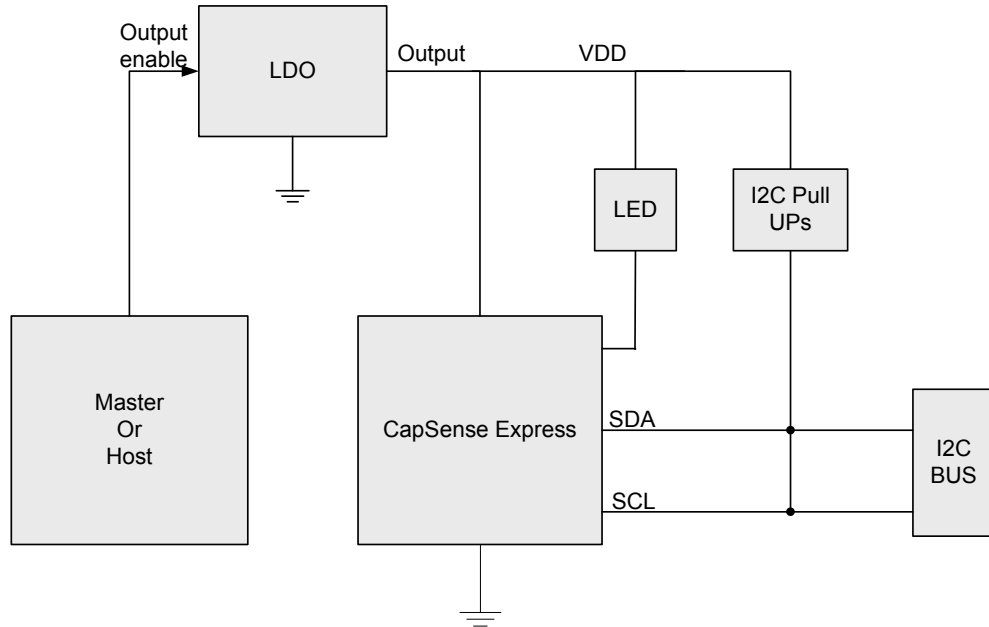 Output
enable
LDO
Output
VDD
LED
I2C Pull
UPs
Master
Or
Host
CapSense Express
SDA
SCL
I2C
BUS